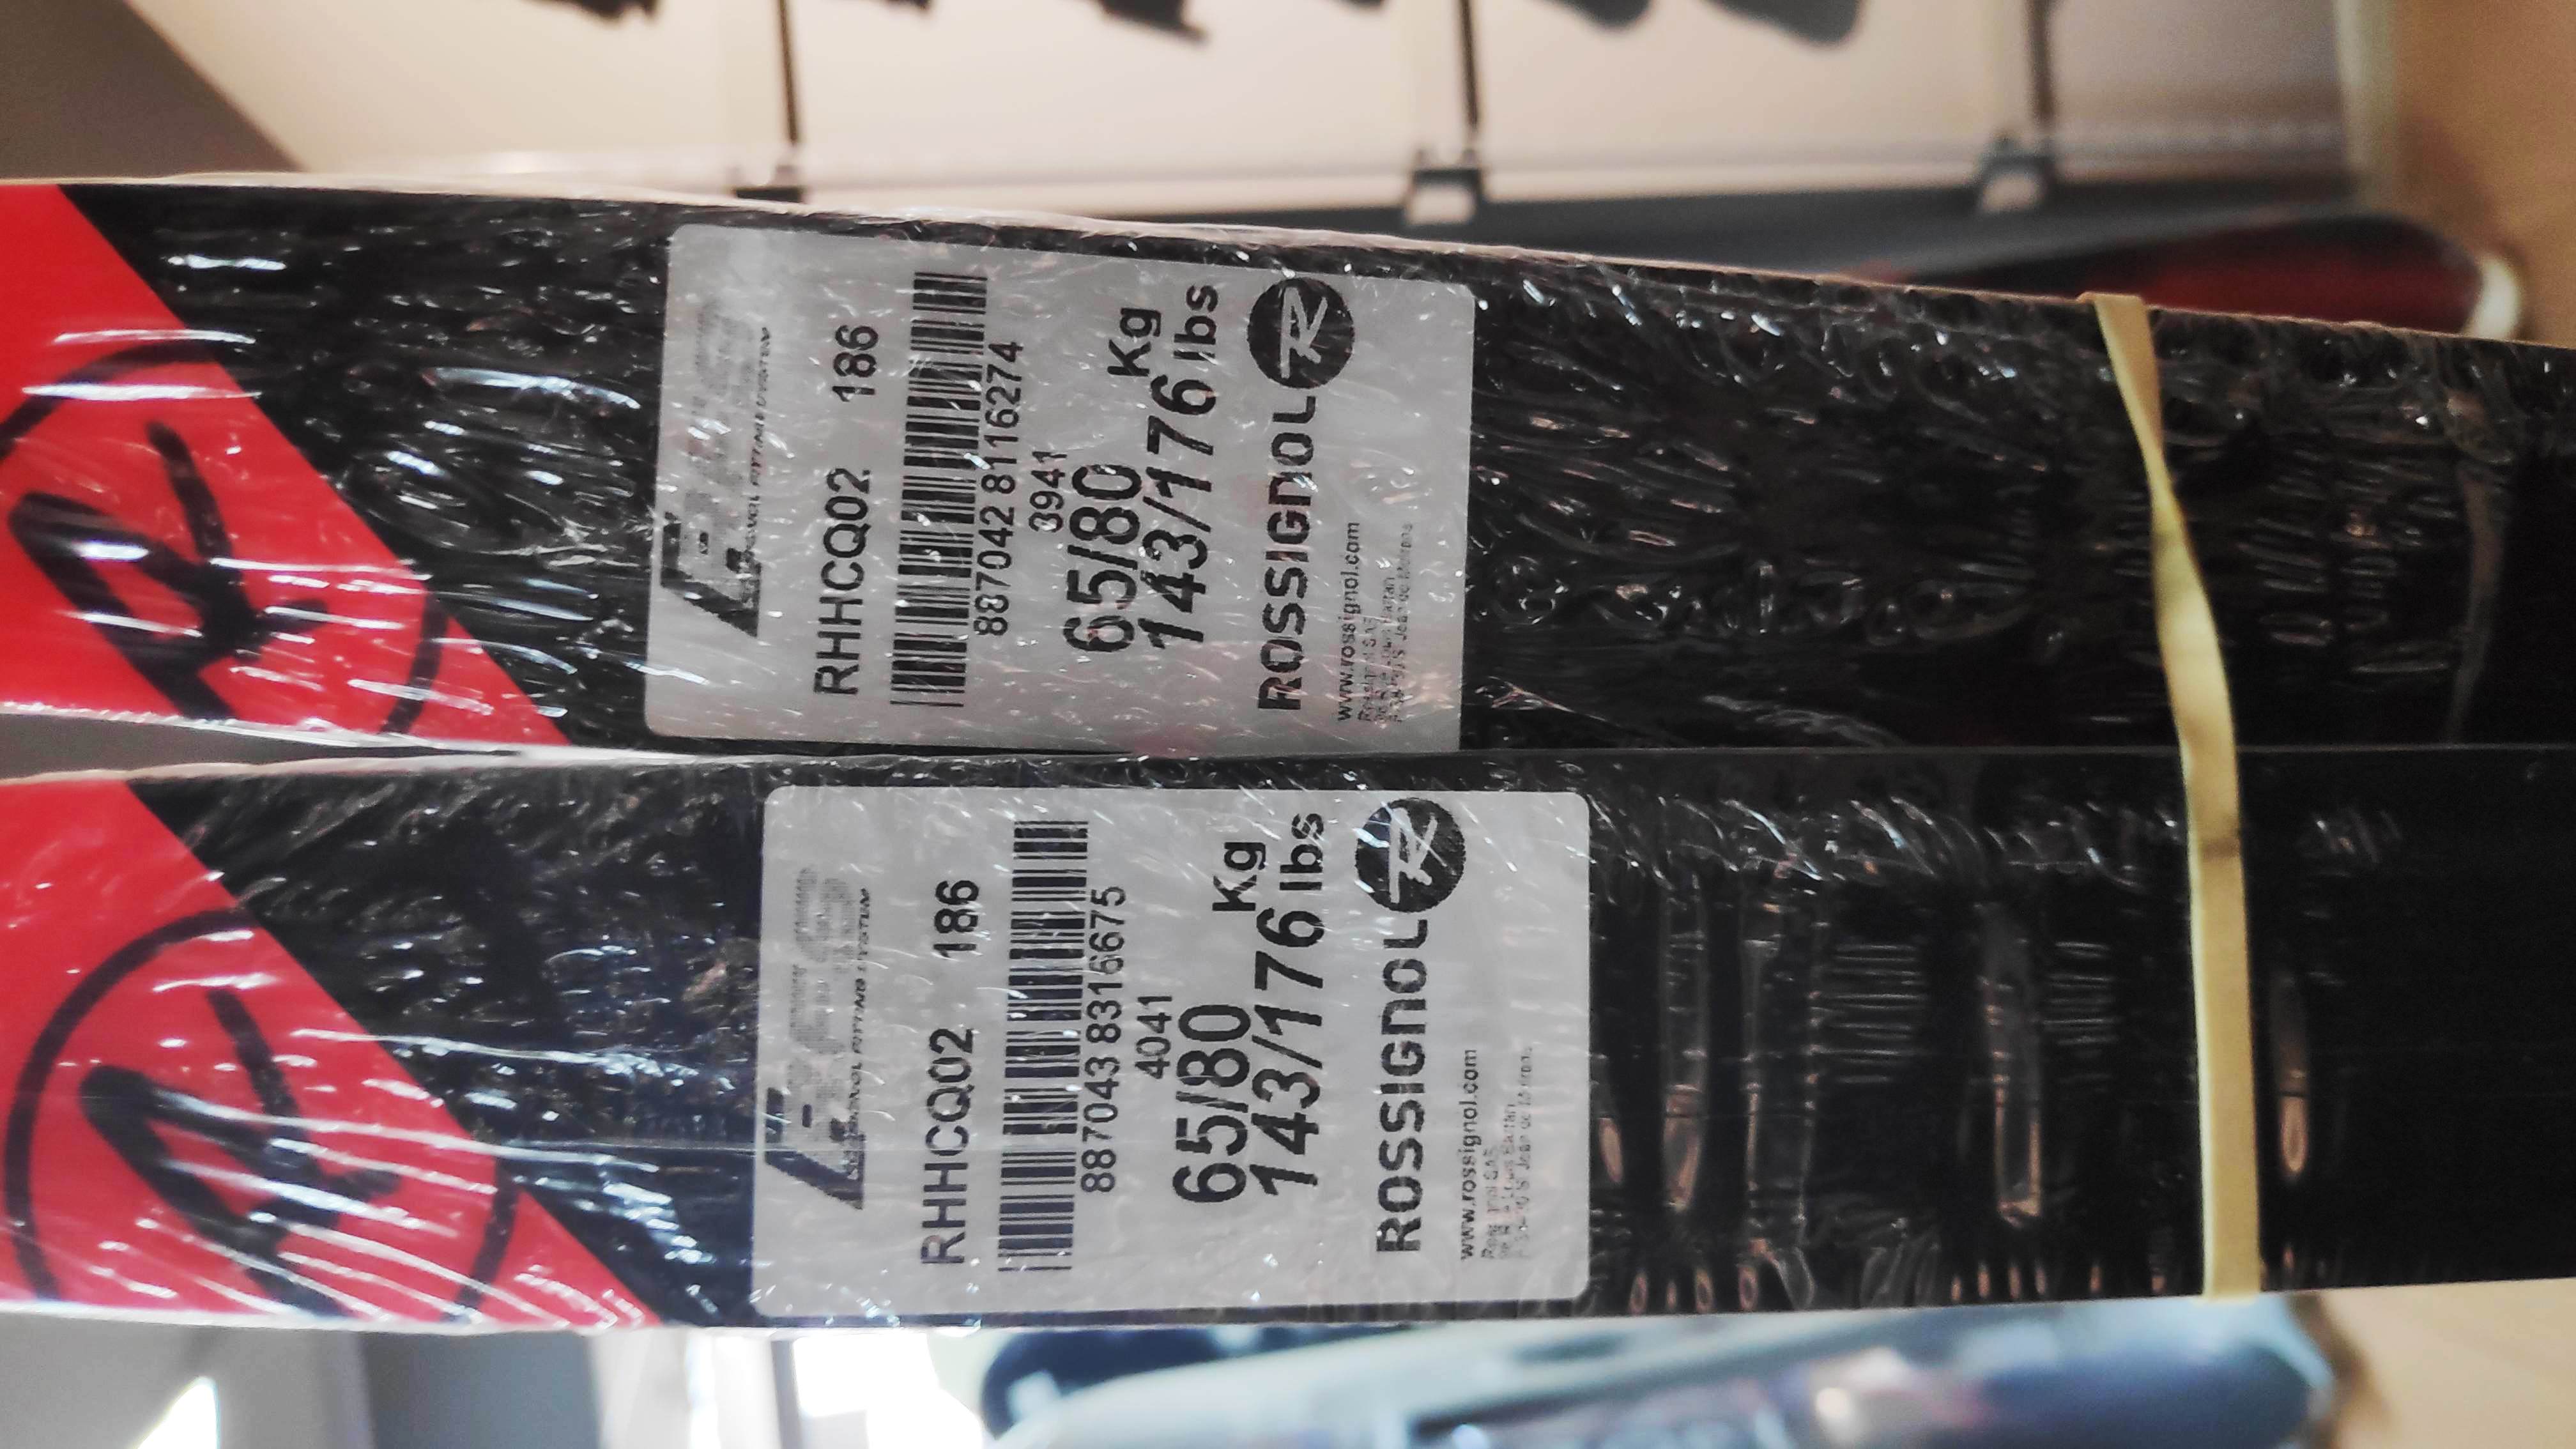 RHHCQ02 186
887042 8116274
3941
65/80 Kg
143/176 lbs
ROSSIGNOL
www.rossignol.com
RHHCQ02 186
887043 8316675
4041
65/80 Kg
143/176 lbs
ROSSIGNOL
www.rossignol.com